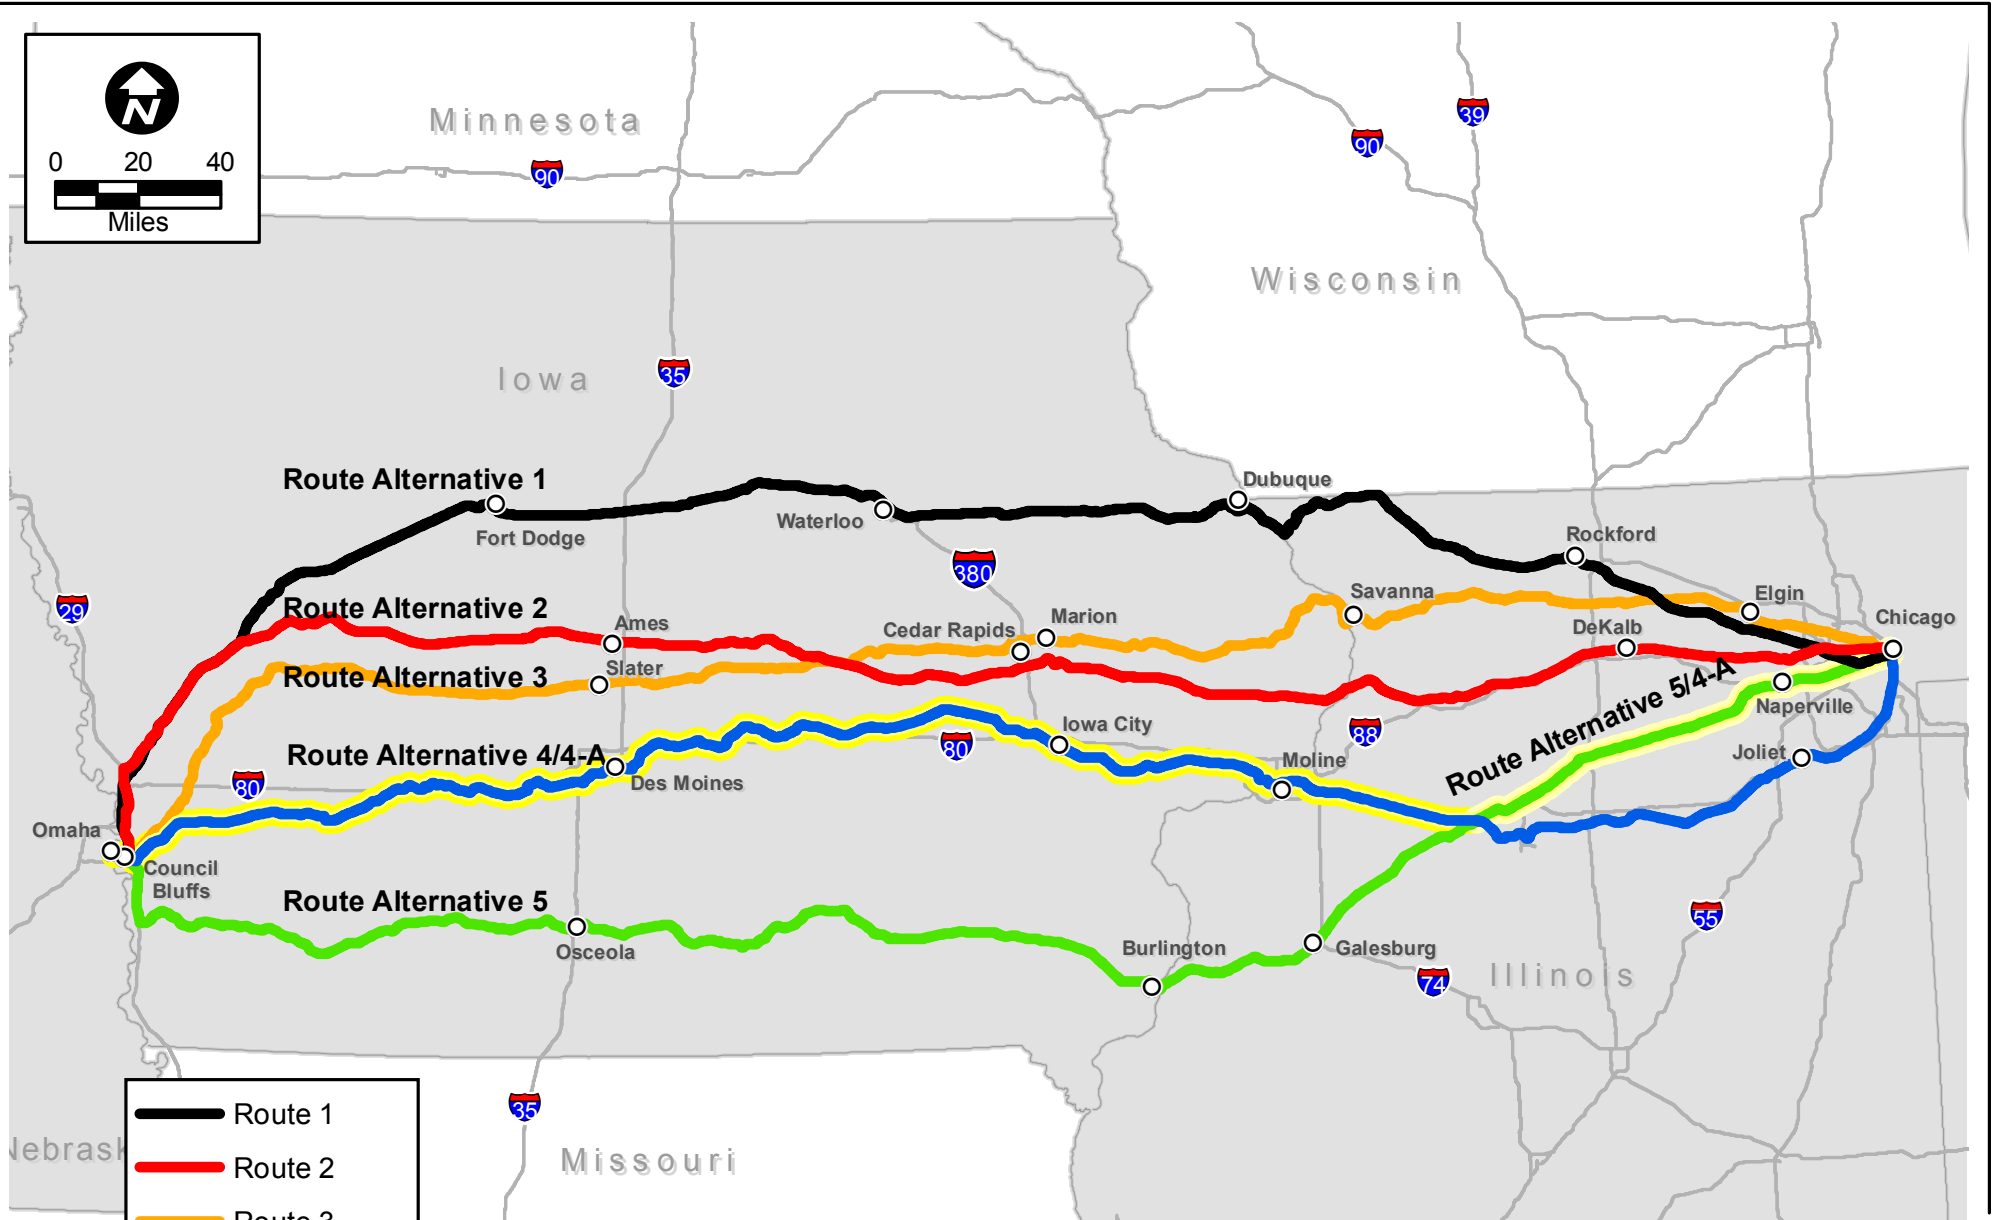 N
0 20 40
Miles
Minnesota
90
90
39
Wisconsin
Iowa
35
Route Alternative 1
Fort Dodge
Waterloo
Dubuque
Rockford
380
29
Route Alternative 2
Ames
Cedar Rapids
Marion
Savanna
Elgin
DeKalb
Chicago
Route Alternative 3
Slater
Route Alternative 5/4-A
Naperville
Iowa City
88
80
Route Alternative 4/4-A
80
Des Moines
Moline
Joliet
Omaha
Council
Bluffs
Route Alternative 5
Osceola
Burlington
Galesburg
55
74
Illinois
35
Missouri
Nebrask
Route 1
Route 2
Route 3